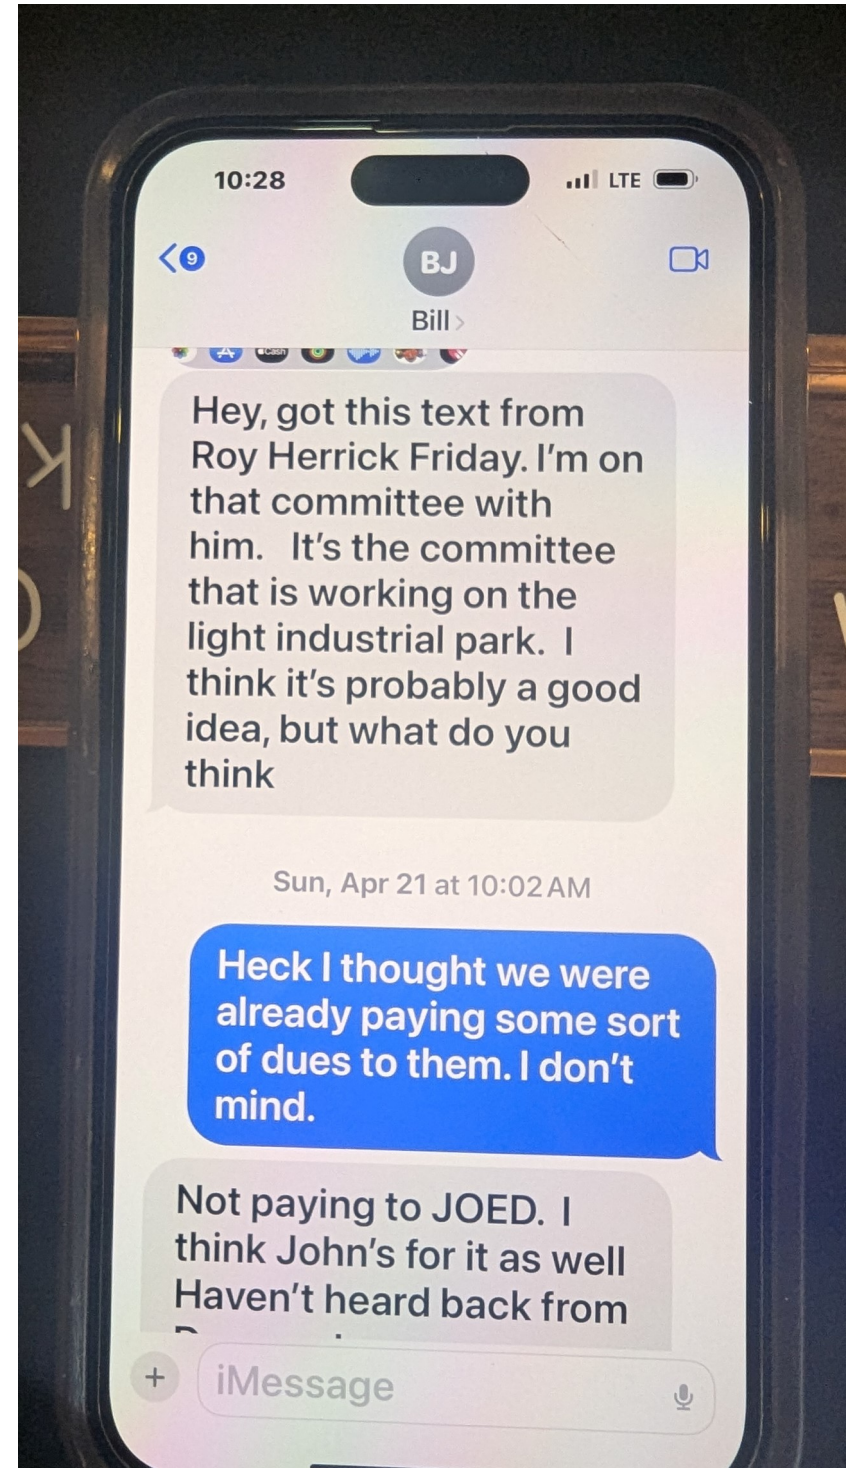 10:28
LTE
9
BJ
Bill
Cash
Hey, got this text from
Roy Herrick Friday. I'm on
that committee with
him.   It's the committee
that is working on the
light industrial park.  I
think it's probably a good
idea, but what do you
think
Sun, Apr 21 at 10:02 AM
Heck I thought we were
already paying some sort
of dues to them. I don't
mind.
Not paying to JOED.  I
think John's for it as well
Haven't heard back from
iMessage
K